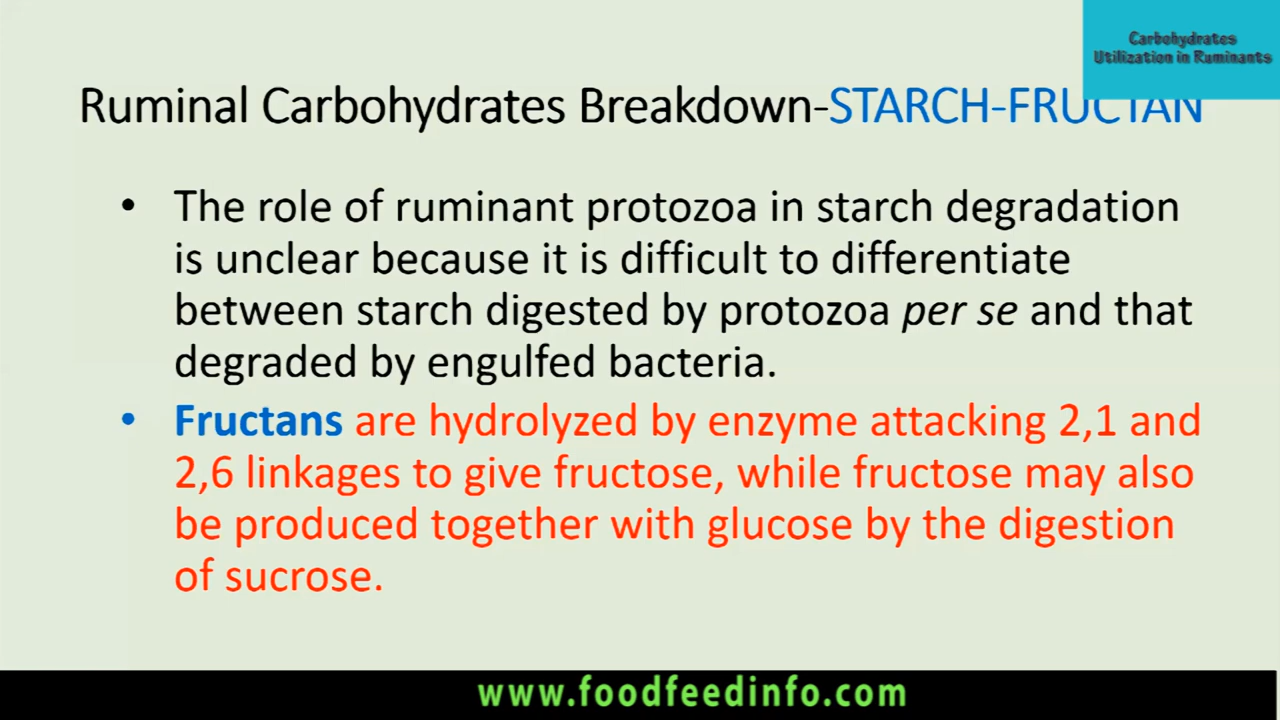 Carbohydrates
Utilization in Ruminants
Ruminal Carbohydrates Breakdown-STARCH-FRUCTAN
• The role of ruminant protozoa in starch degradation
is unclear because it is difficult to differentiate
between starch digested by protozoa per se and that
degraded by engulfed bacteria.
• Fructans are hydrolyzed by enzyme attacking 2,1 and
2,6 linkages to give fructose, while fructose may also
be produced together with glucose by the digestion
of sucrose.
www.foodfeedinfo.com